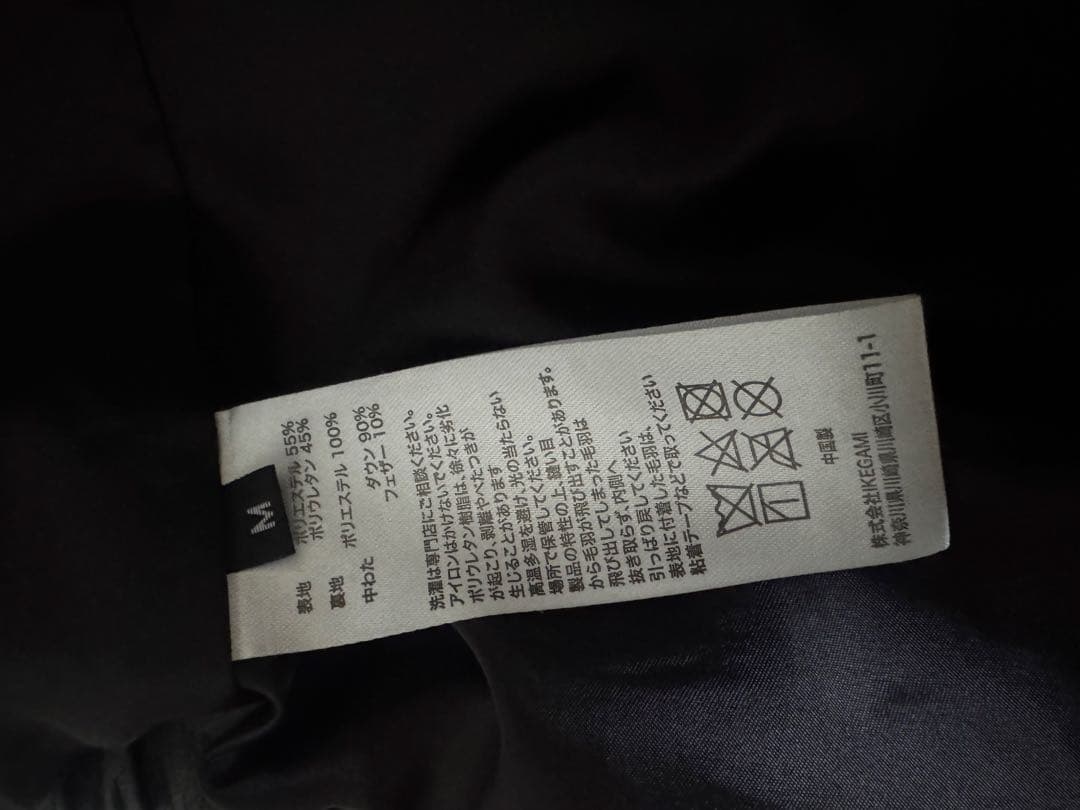 M
表地 ポリエステル 55%
ポリウレタン 45%
裏地 ポリエステル 100%
中わた ダウン 90%
フェザー 10%
洗濯は専門店にご相談ください。
アイロンはかけないでください。
ポリウレタン樹脂は、徐々に劣化
が起こり、剥離やべたつきが
生じることがあります
高温多湿を避け、光の当たらない
場所で保管してください。
製品の特性の上、縫い目
から毛羽が飛び出すことがあります。
飛び出してしまった毛羽は
抜き取らず、内側へ
引っぱり戻してください
表地に付着した毛羽は、
粘着テープなどで取ってください
中国製
株式会社IKEGAMI
神奈川県川崎県川崎区小川町11-1